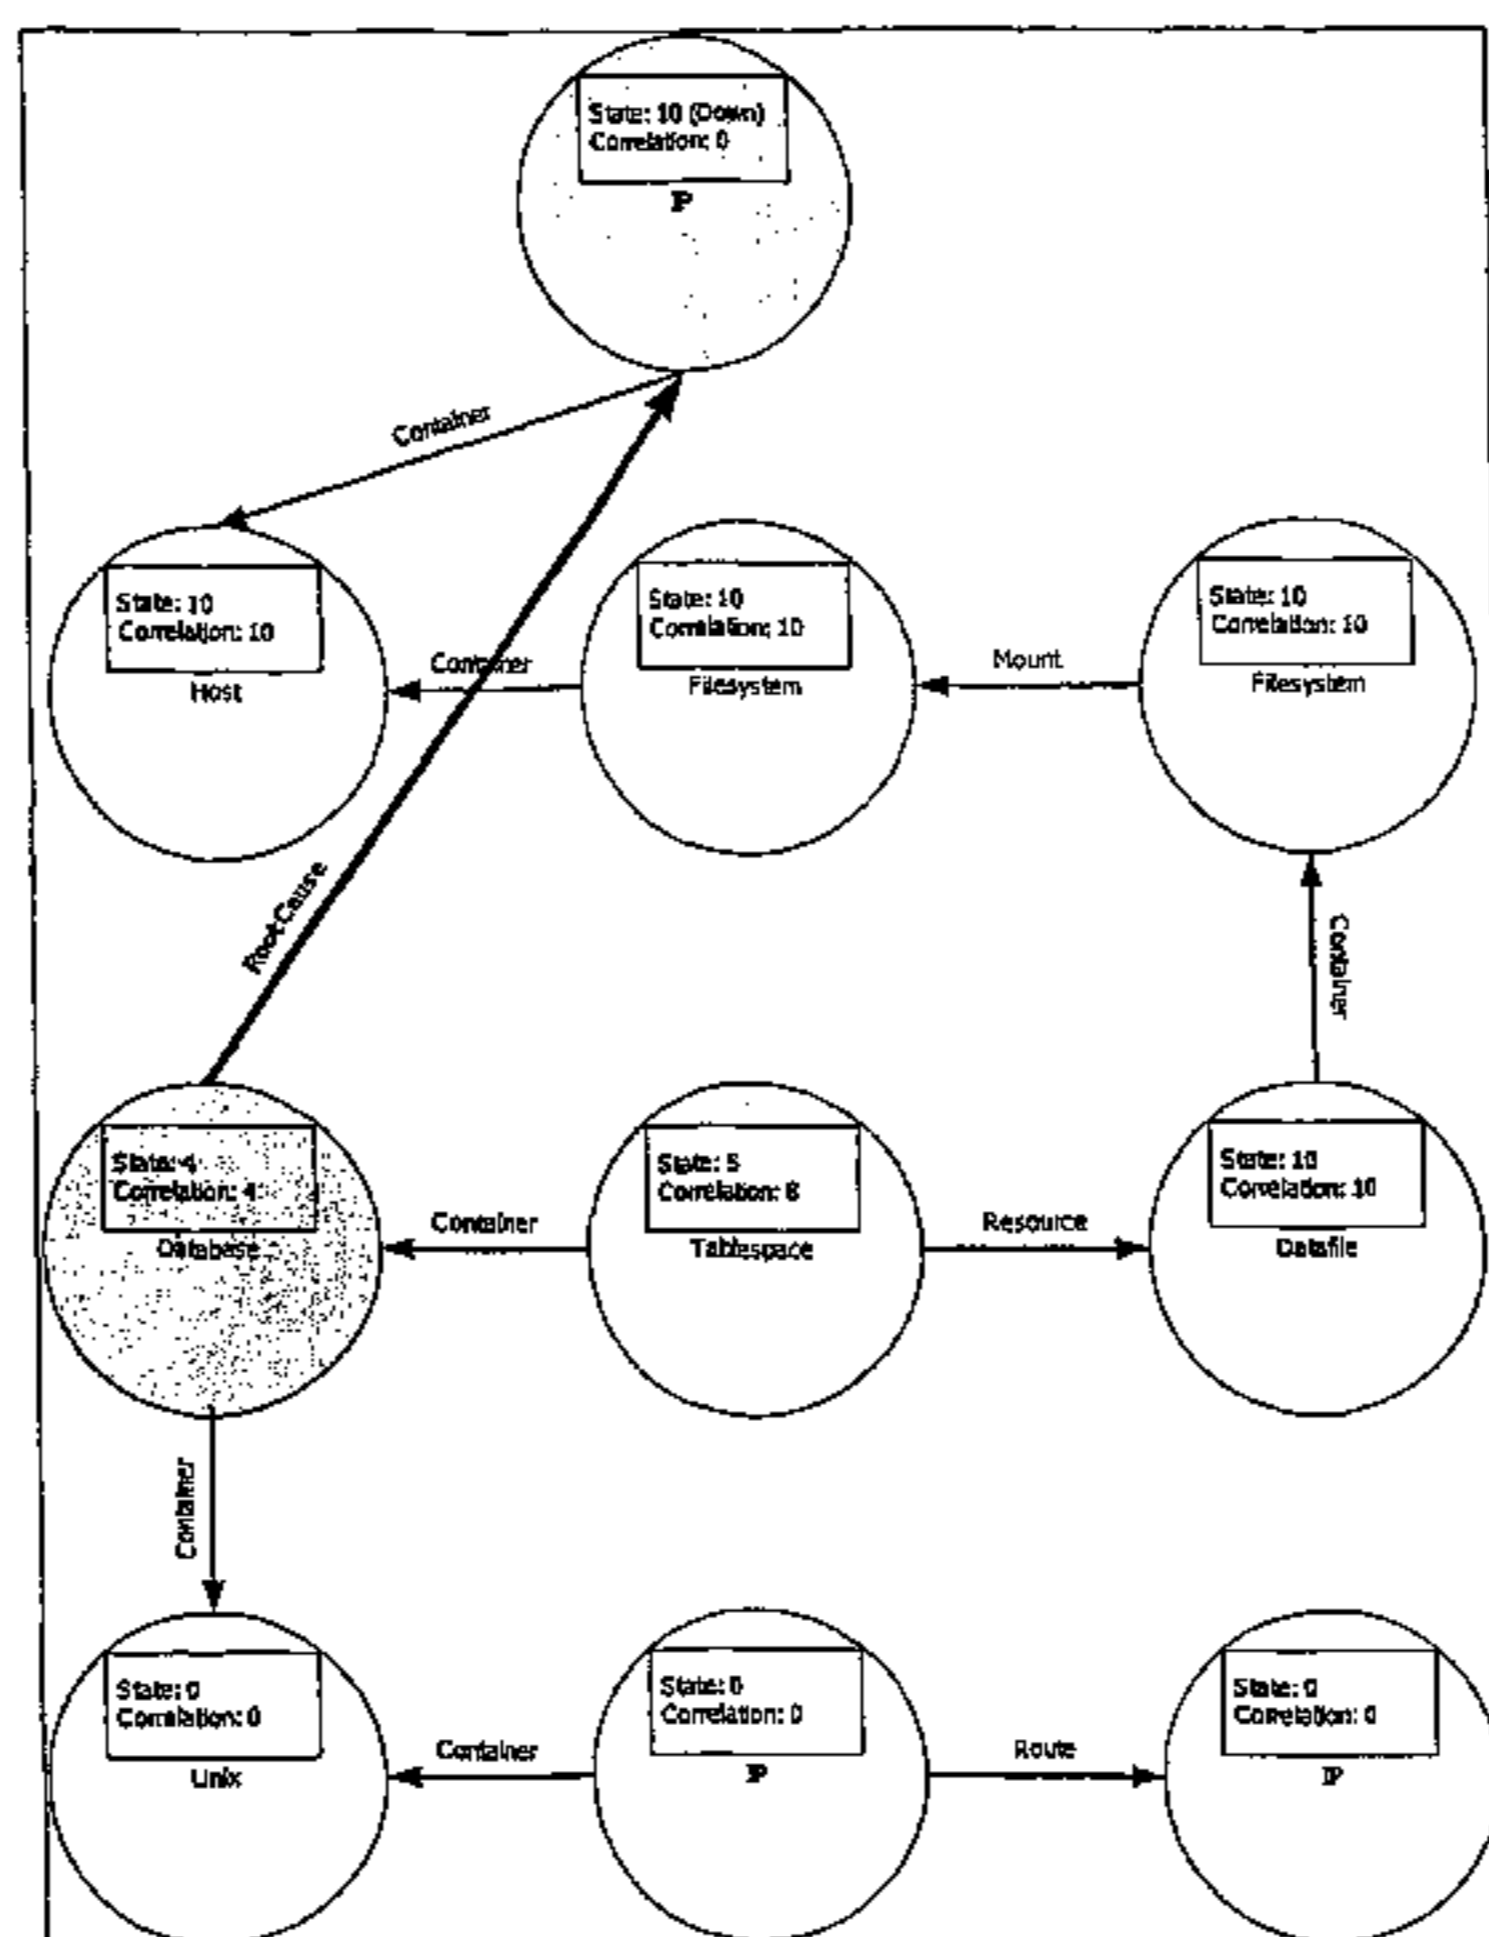 State: 10 (Down)
Correlation: 0
IP
Container
State: 10
Correlation: 10
Host
Container
State: 10
Correlation: 10
Filesystem
Mount
State: 10
Correlation: 10
Filesystem
Root Cause
Container
State: 4
Correlation: 4
Database
Container
State: 5
Correlation: 8
Tablespace
Resource
State: 10
Correlation: 10
Datafile
Container
State: 0
Correlation: 0
Unix
Container
State: 0
Correlation: 0
IP
Route
State: 0
Correlation: 0
IP